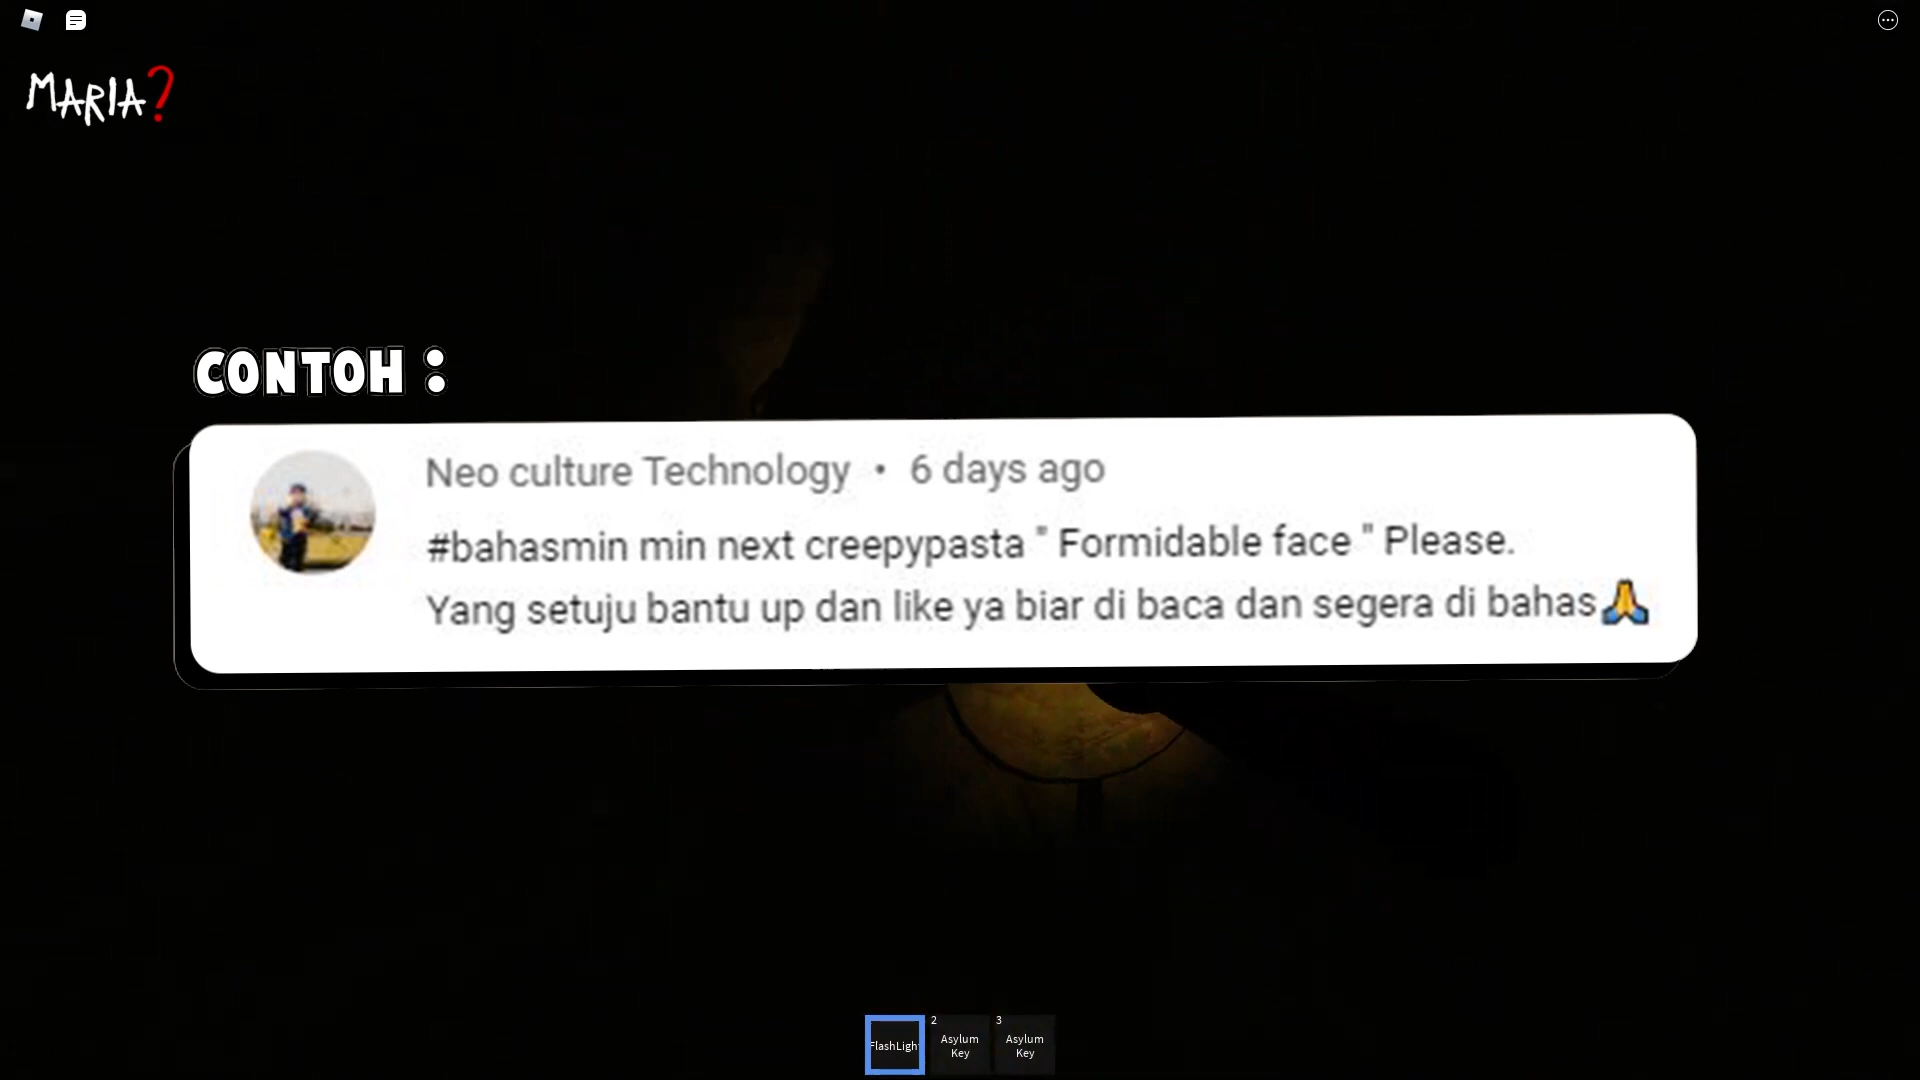 MARIA?
CONTOH :
Neo culture Technology • 6 days ago
#bahasmin min next creepypasta " Formidable face " Please.
Yang setuju bantu up dan like ya biar di baca dan segera di bahas🙏
2
3
FlashLigh
Asylum
Key
Asylum
Key